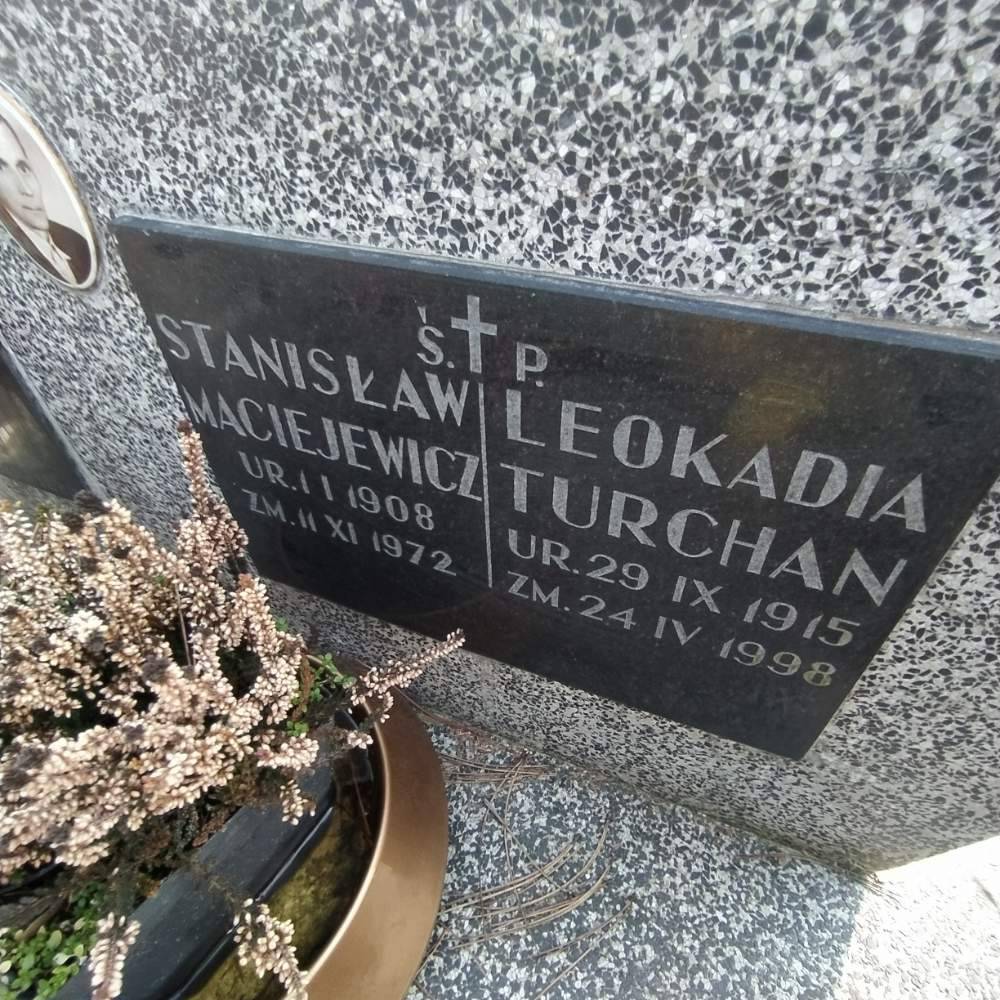 Ś. P.
STANISŁAW
MACIEJEWICZ
UR. 1 I 1908
ZM. 11 XI 1972
LEOKADIA
TURCHAN
UR. 29 IX 1915
ZM. 24 IV 1998